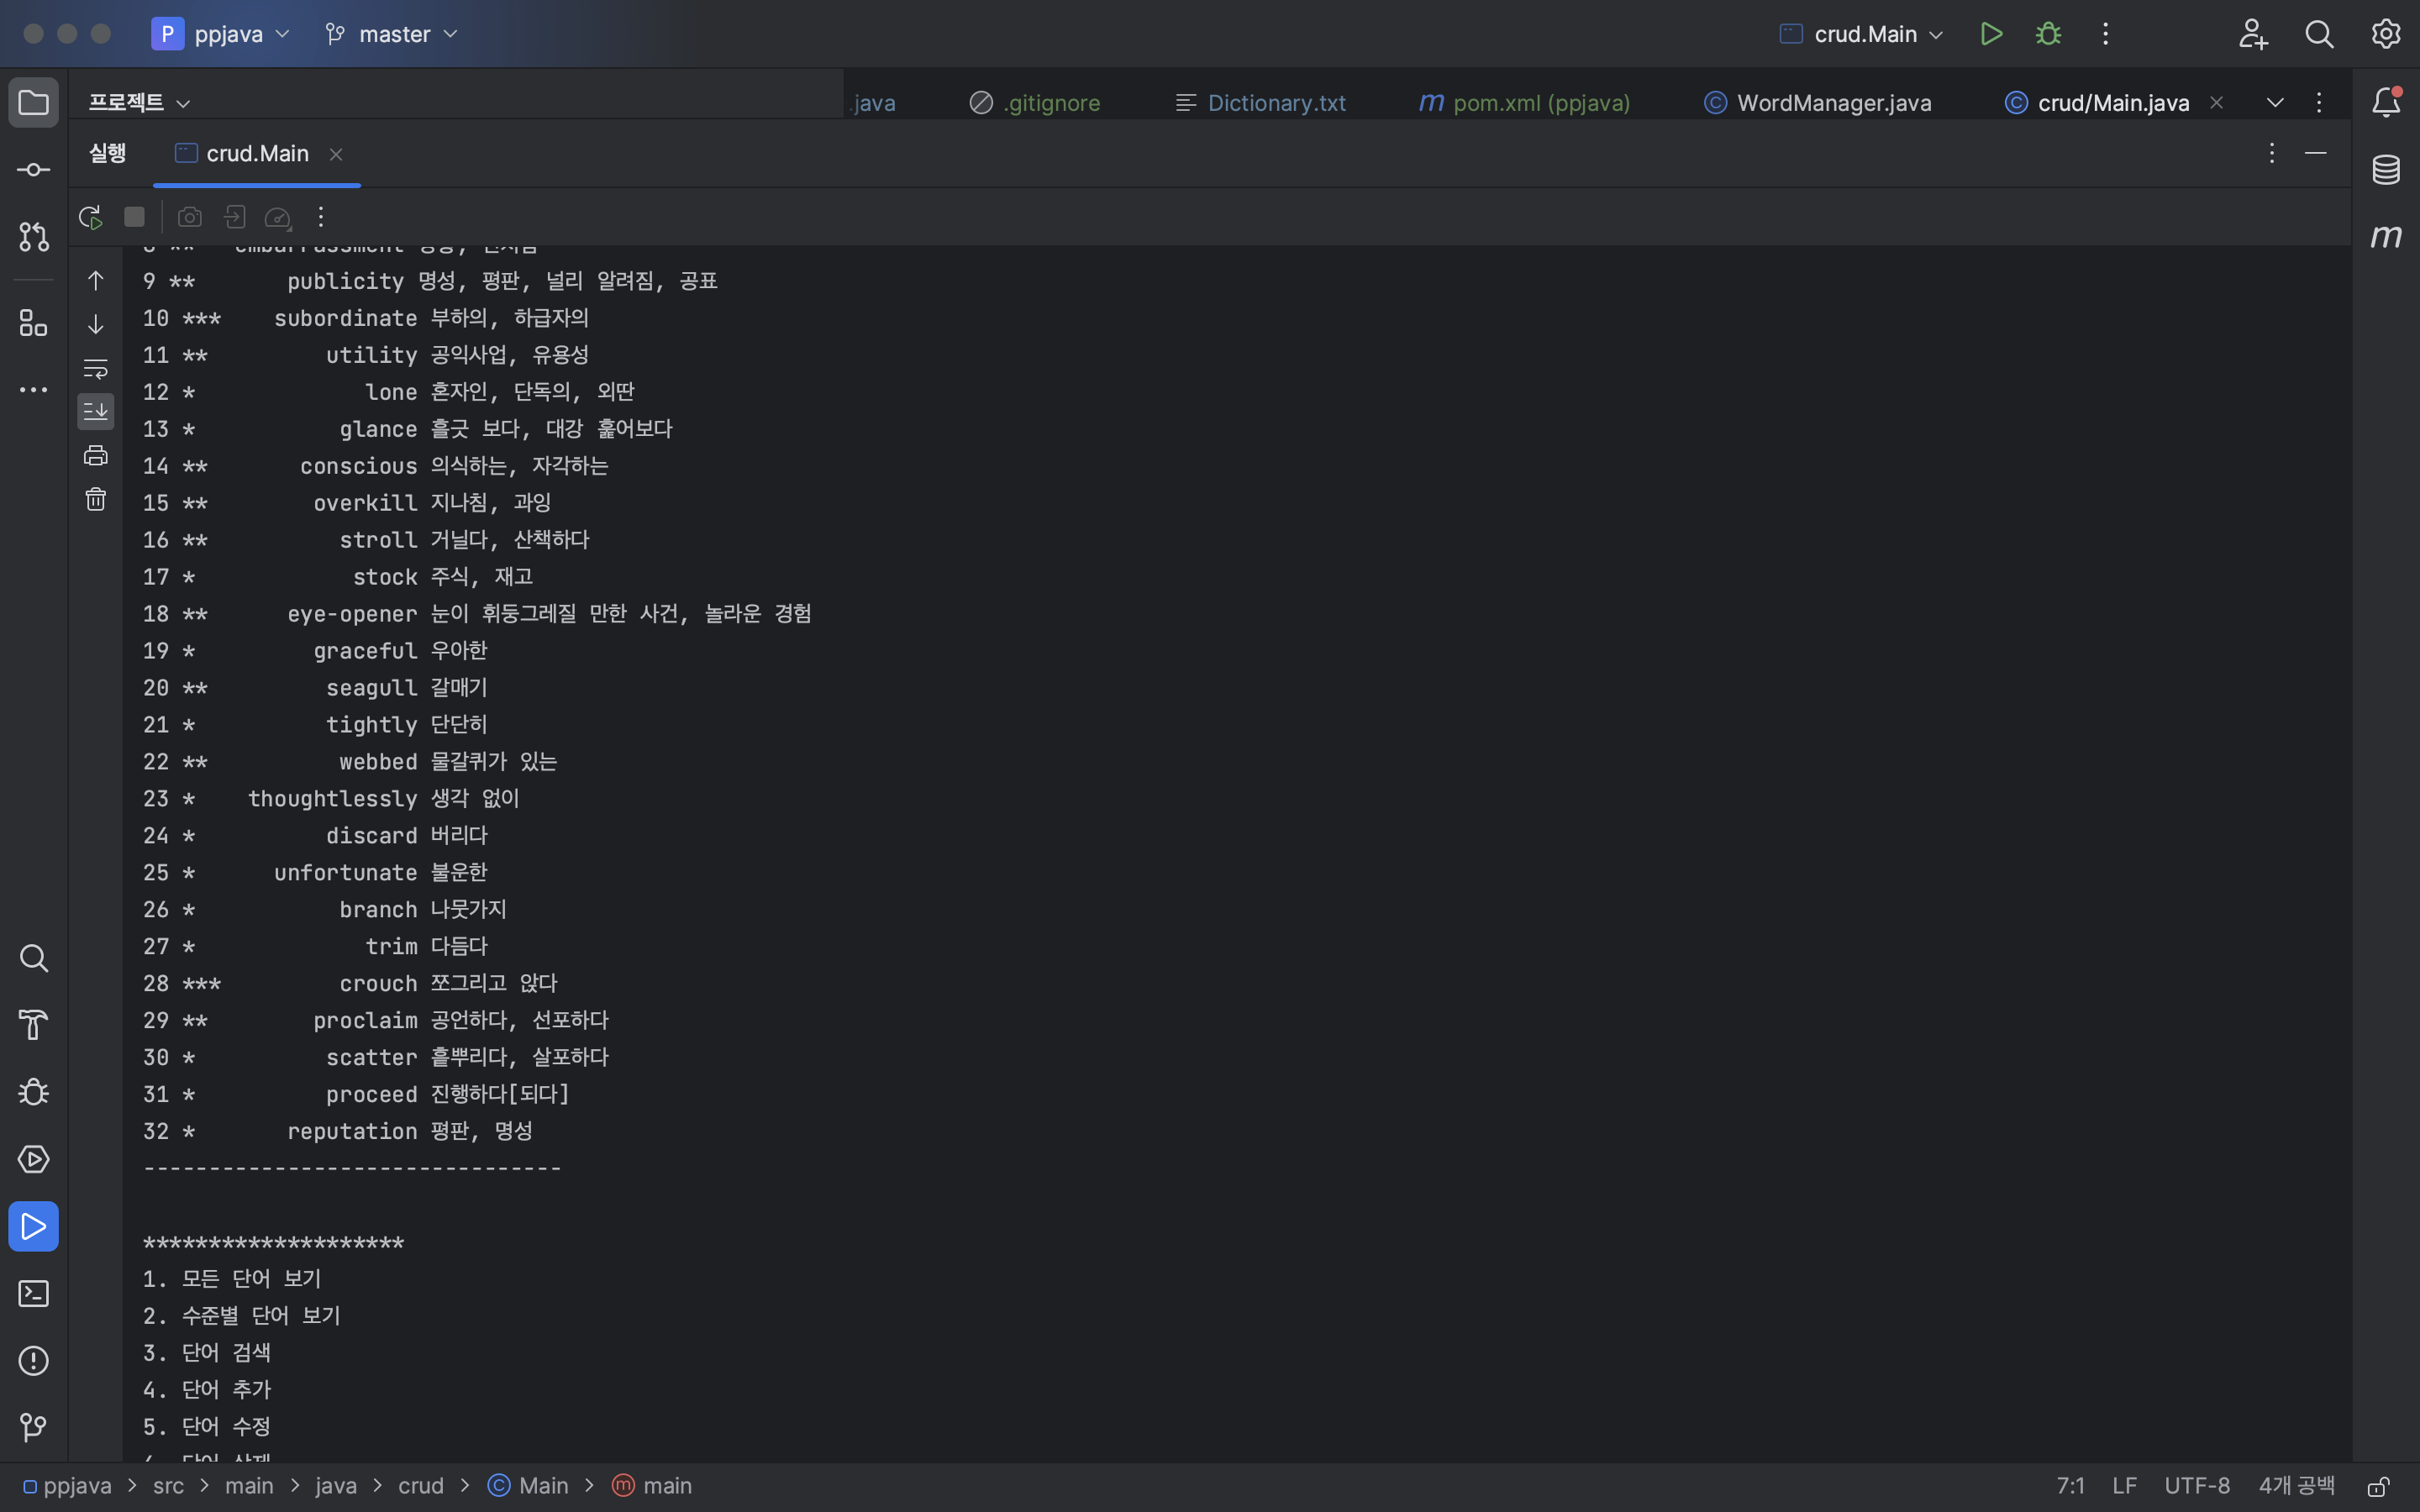 P ppjava master crud.Main
프로젝트 .java .gitignore Dictionary.txt m pom.xml (ppjava) WordManager.java crud/Main.java
실행 crud.Main
9 ** publicity 명성, 평판, 널리 알려짐, 공표
10 *** subordinate 부하의, 하급자의
11 ** utility 공익사업, 유용성
12 * lone 혼자인, 단독의, 외딴
13 * glance 흘긋 보다, 대강 훑어보다
14 ** conscious 의식하는, 자각하는
15 ** overkill 지나침, 과잉
16 ** stroll 거닐다, 산책하다
17 * stock 주식, 재고
18 ** eye-opener 눈이 휘둥그레질 만한 사건, 놀라운 경험
19 * graceful 우아한
20 ** seagull 갈매기
21 * tightly 단단히
22 ** webbed 물갈퀴가 있는
23 * thoughtlessly 생각 없이
24 * discard 버리다
25 * unfortunate 불운한
26 * branch 나뭇가지
27 * trim 다듬다
28 *** crouch 쪼그리고 앉다
29 ** proclaim 공언하다, 선포하다
30 * scatter 흩뿌리다, 살포하다
31 * proceed 진행하다[되다]
32 * reputation 평판, 명성
--------------------------------
********************
1. 모든 단어 보기
2. 수준별 단어 보기
3. 단어 검색
4. 단어 추가
5. 단어 수정
ppjava > src > main > java > crud > Main > main 7:1 LF UTF-8 4개 공백